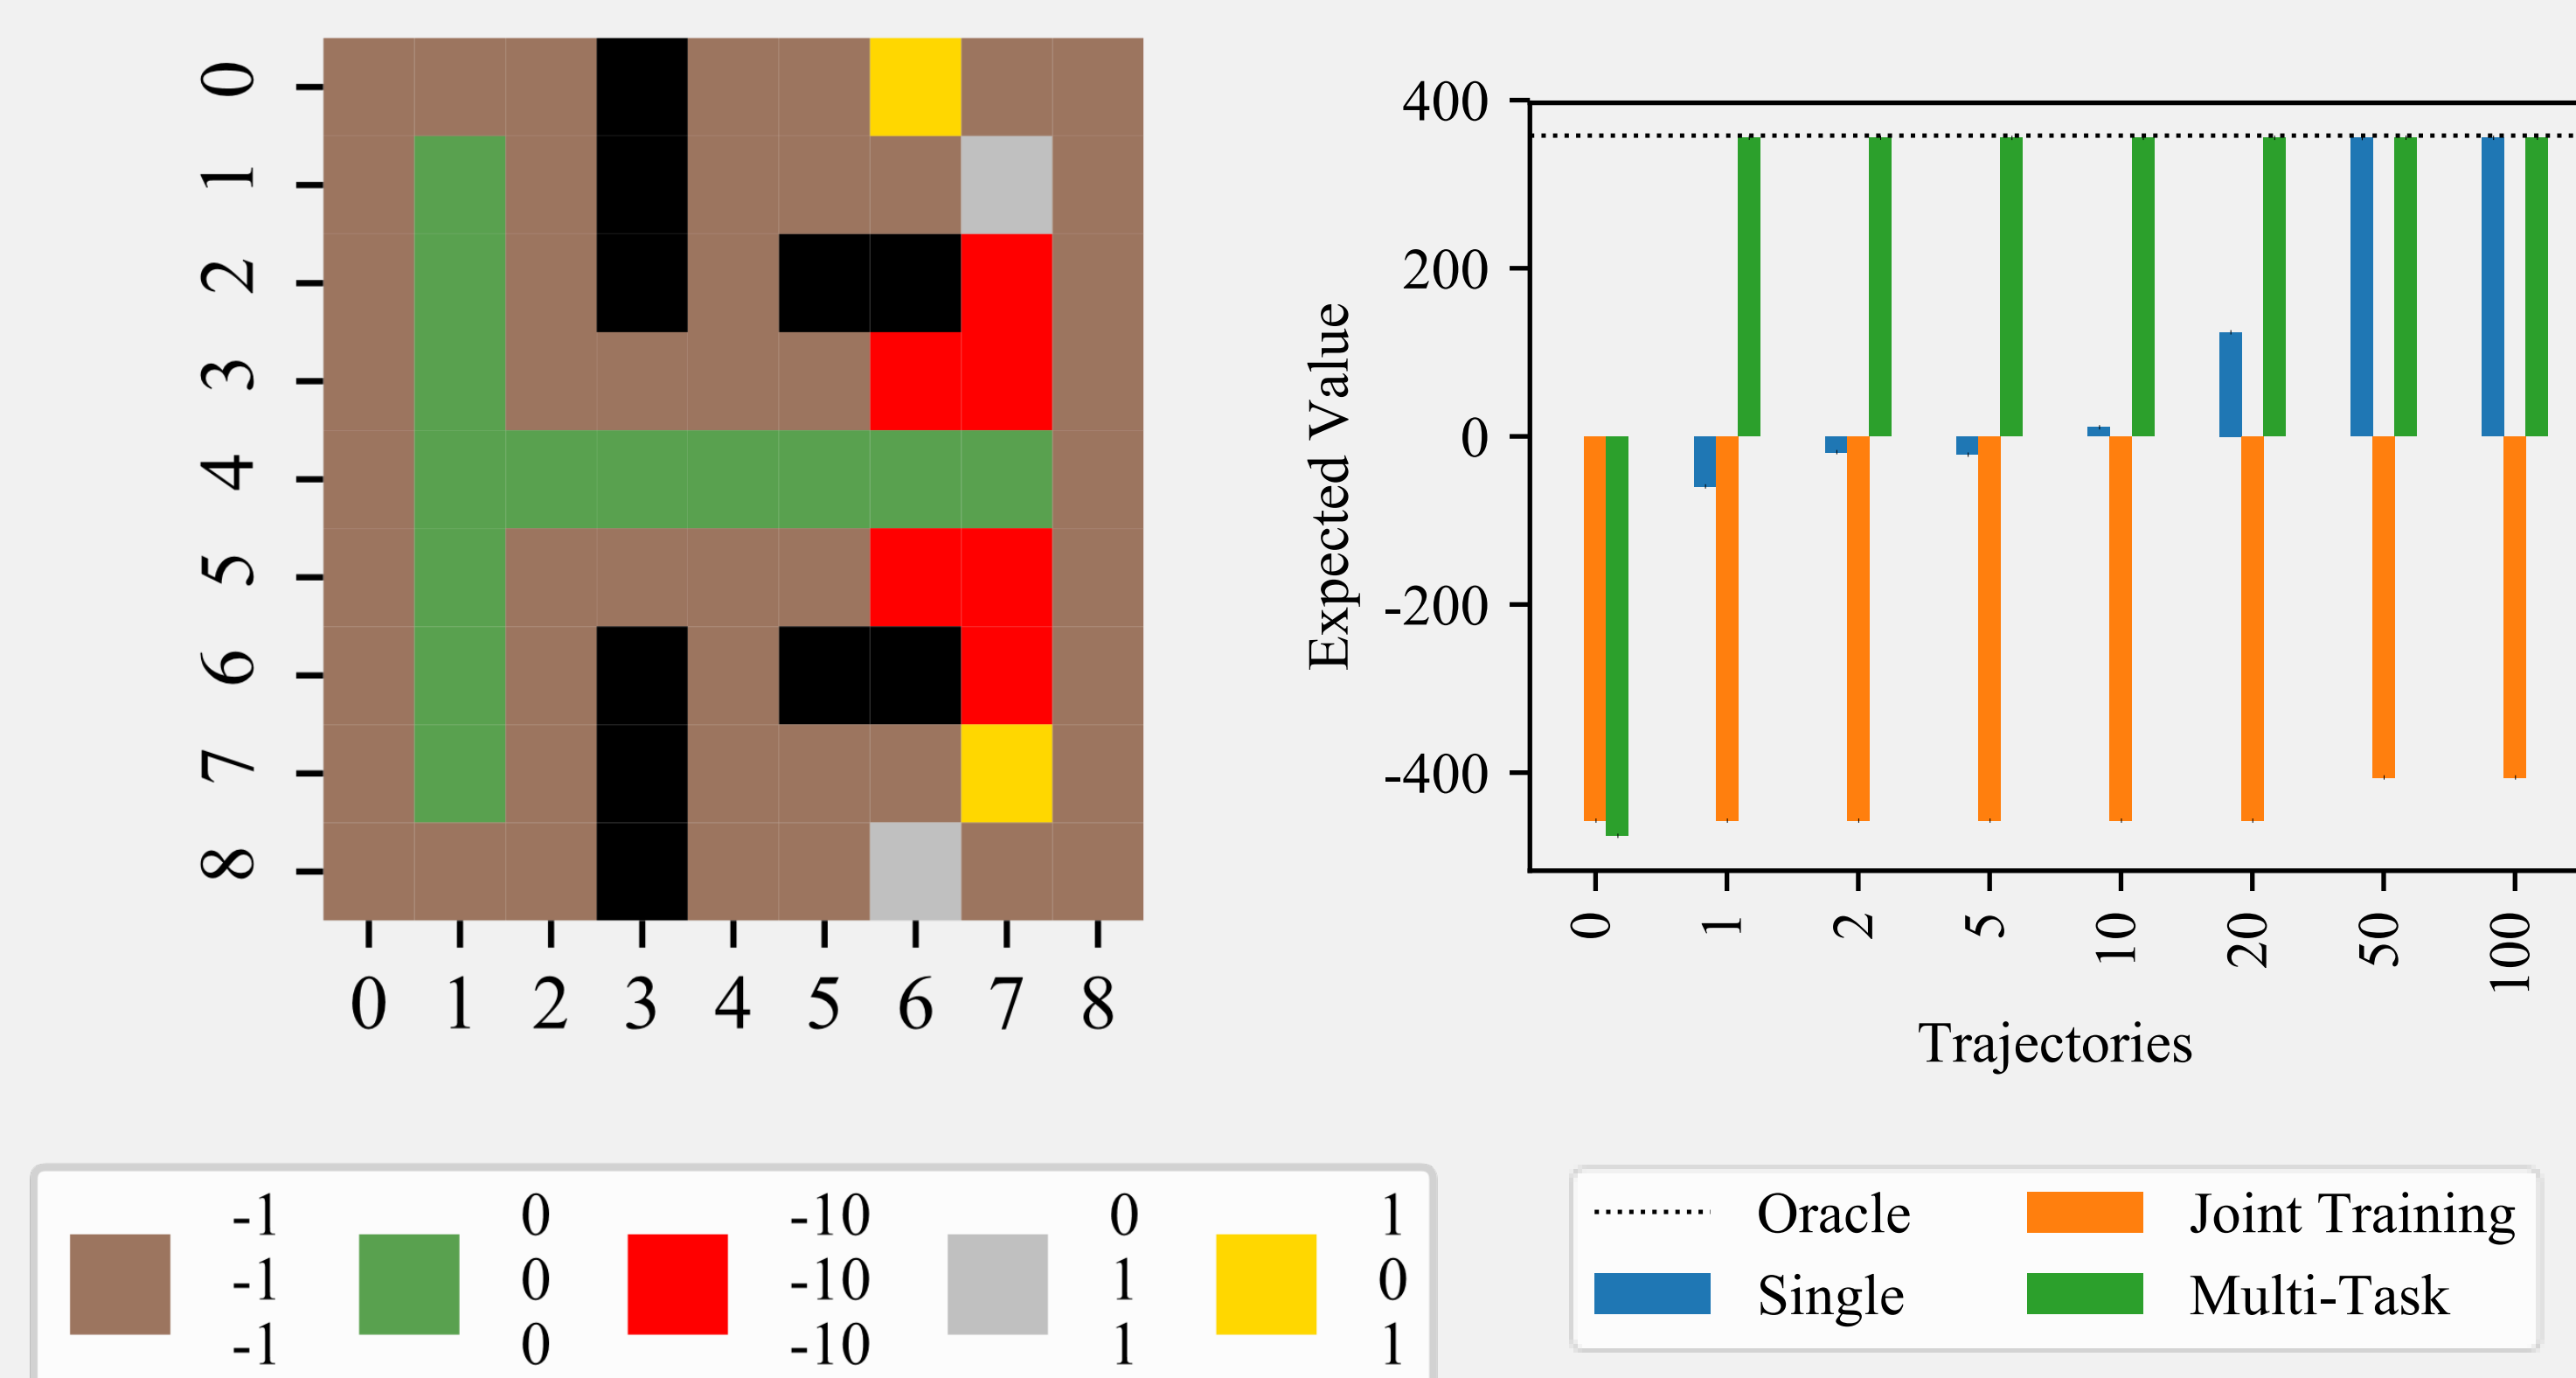 0
1
2
3
4
5
6
7
8
0 1 2 3 4 5 6 7 8
Expected Value
400
200
0
-200
-400
0 1 2 5 10 20 50 100
Trajectories
-1 0 -10 0 1
-1 0 -10 1 0
-1 0 -10 1 1
Oracle Joint Training
Single Multi-Task